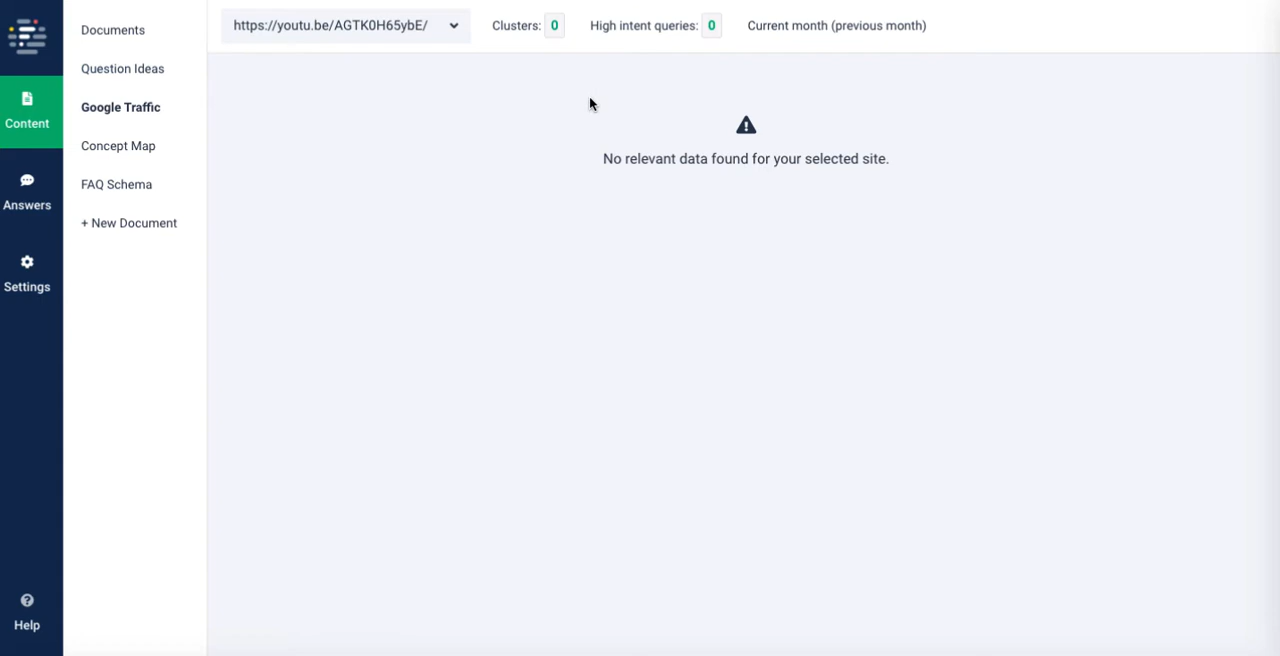 Content
Answers
Settings
Help
Documents
Question Ideas
Google Traffic
Concept Map
FAQ Schema
+ New Document
https://youtu.be/AGTK0H65ybE/ Clusters: 0 High intent queries: 0 Current month (previous month)
No relevant data found for your selected site.